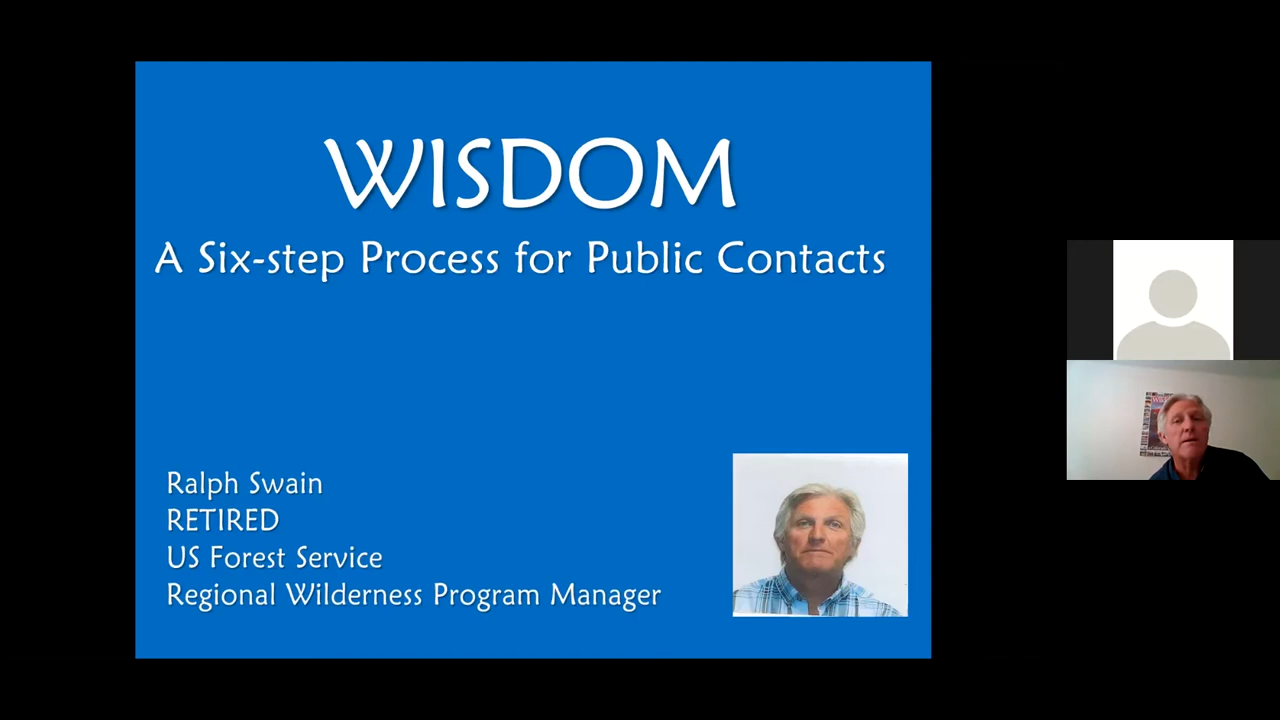 WISDOM
A Six-step Process for Public Contacts
Ralph Swain
RETIRED
US Forest Service
Regional Wilderness Program Manager